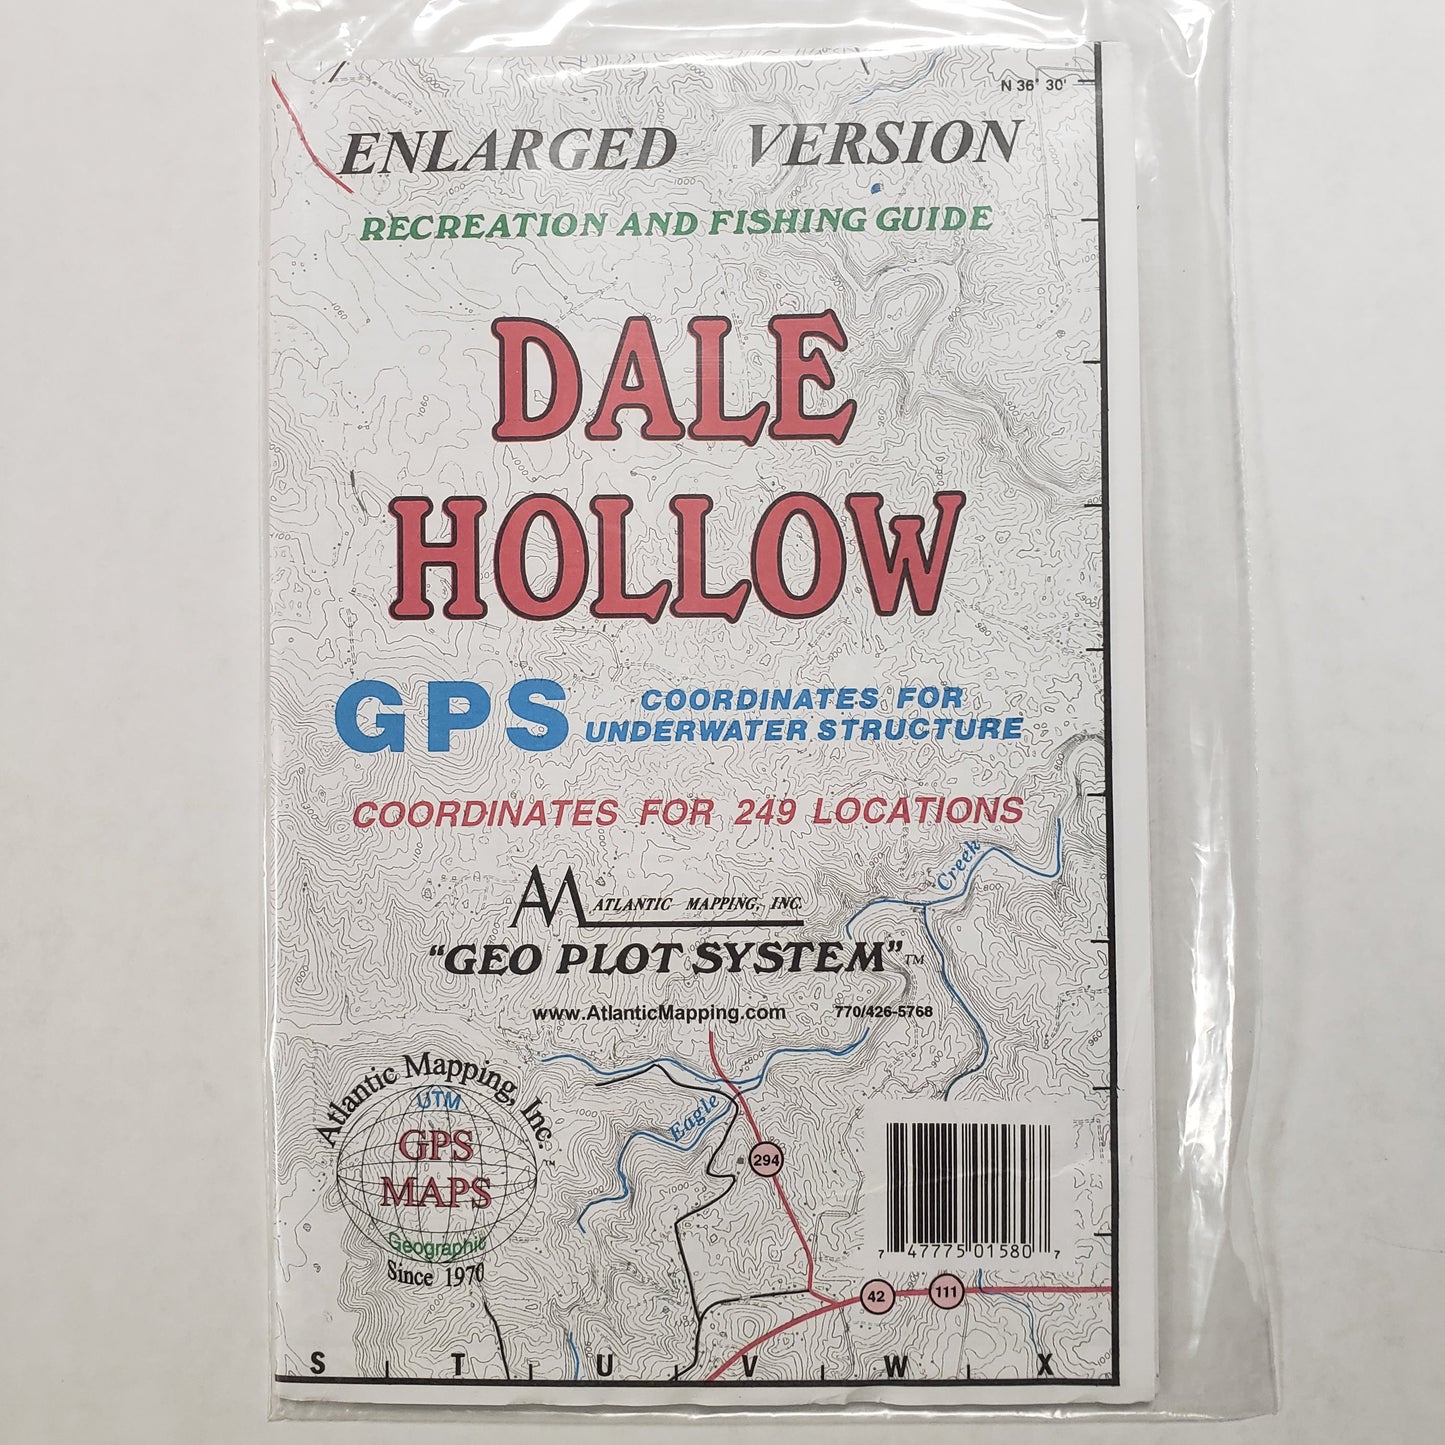 N 36° 30'
ENLARGED VERSION
RECREATION AND FISHING GUIDE
DALE
HOLLOW
GPS
COORDINATES FOR
UNDERWATER STRUCTURE
COORDINATES FOR 249 LOCATIONS
Creek
AM ATLANTIC MAPPING, INC.
"GEO PLOT SYSTEM"TM
www.AtlanticMapping.com 770/426-5768
Atlantic Mapping, Inc.™
UTM
GPS
MAPS
Geographic
Since 1970
Eagle
294
7 47775 01580 7
42 111
S T U V W X